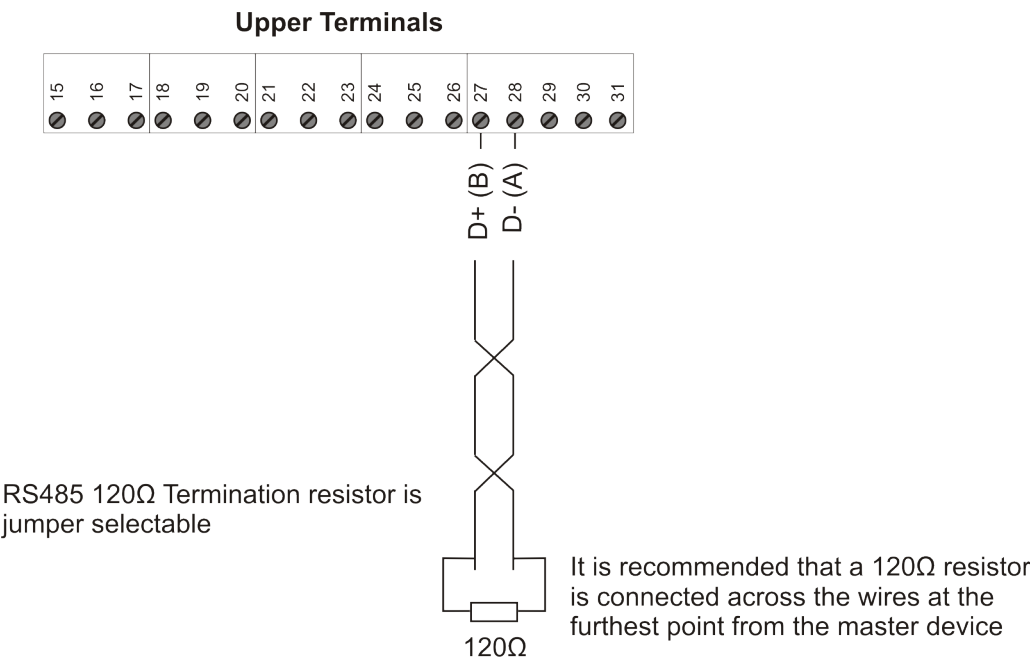 Upper Terminals
15 16 17 18 19 20 21 22 23 24 25 26 27 28 29 30 31
D+ (B)
D- (A)
RS485 120Ω Termination resistor is
jumper selectable
It is recommended that a 120Ω resistor
is connected across the wires at the
furthest point from the master device
120Ω